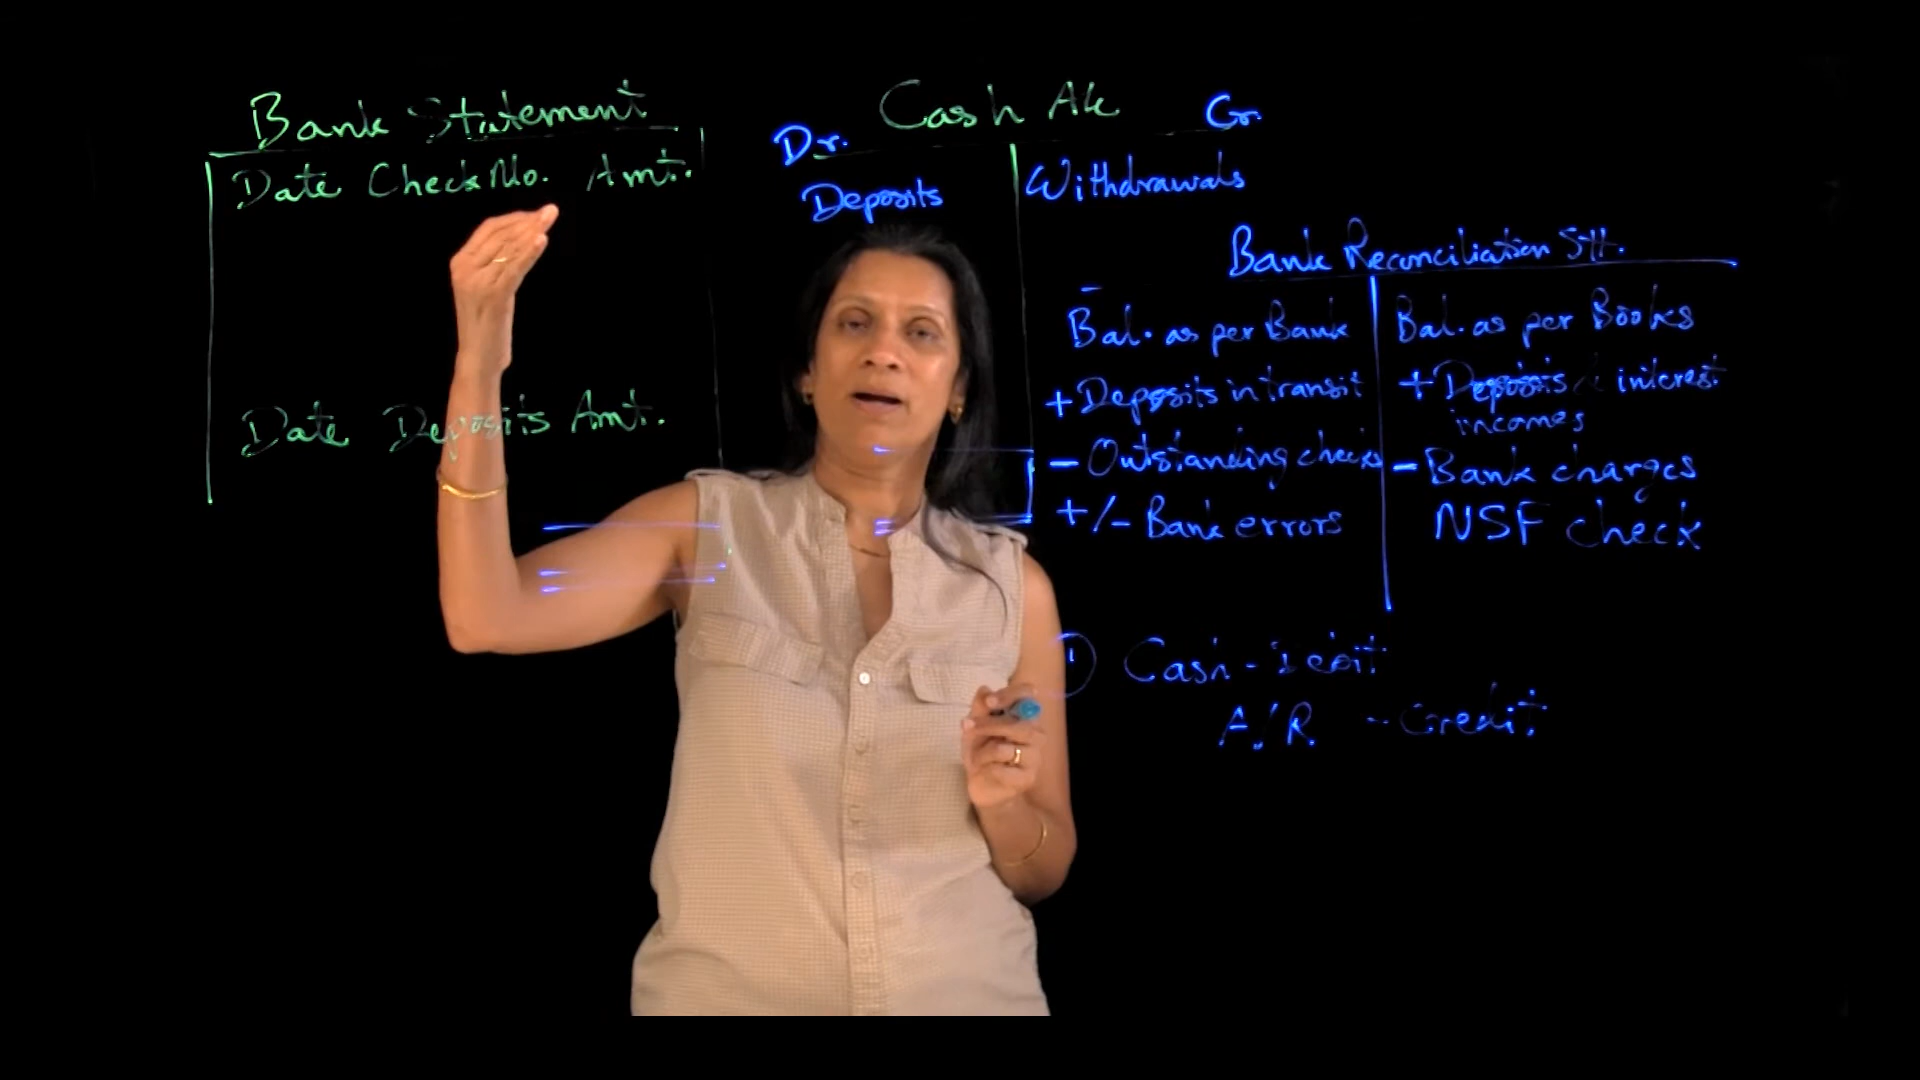 Bank Statement
Date Check No. Amt.
Date Deposits Amt.
Cash A/c
Dr.
Cr.
Deposits
Withdrawals
Bank Reconciliation Stt.
Bal. as per Bank
+ Deposits in transit
- Outstanding checks
+/- Bank errors
Bal. as per Books
+ Deposits interest
incomes
- Bank charges
NSF check
① Cash - Debit
A/R - Credit